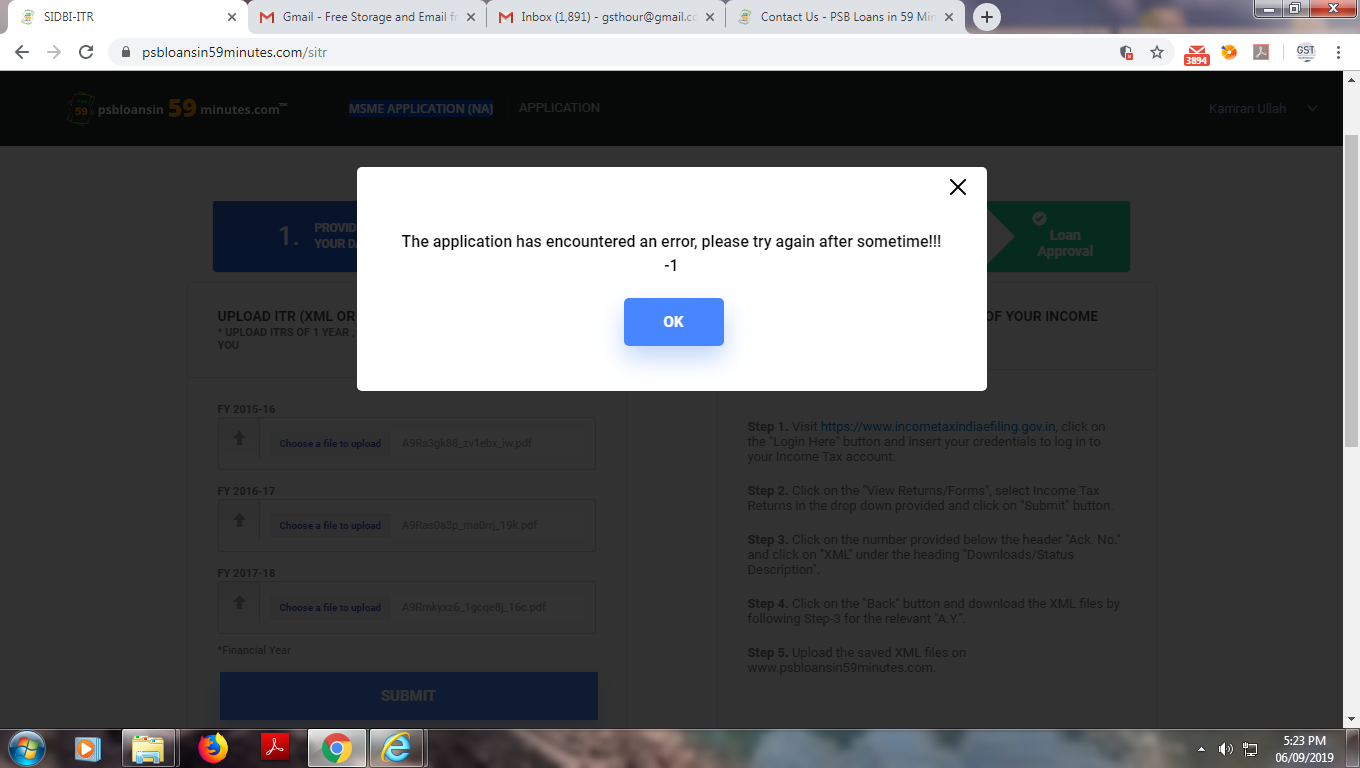 SIDBI-ITR
Gmail - Free Storage and Email fr
Inbox (1,891) - gsthour@gmail.co
Contact Us - PSB Loans in 59 Min
psbloansin59minutes.com/sitr
3894
GST
59 psbloansin 59 minutes.com™
MSME APPLICATION (NA)
APPLICATION
Kamran Ullah
1.
PROVID
YOUR DA
Loan
Approval
The application has encountered an error, please try again after sometime!!!
-1
OK
UPLOAD ITR (XML OR
* UPLOAD ITRS OF 1 YEAR ,
YOU
OF YOUR INCOME
FY 2015-16
Choose a file to upload A9Rs3gk88_zv1ebx_iw.pdf
FY 2016-17
Choose a file to upload
FY 2017-18
Choose a file to upload A9Rmkyxz6_1gcqe8j_16c.pdf
*Financial Year
SUBMIT
Step 1. Visit https://www.incometaxindiaefiling.gov.in, click on
the "Login Here" button and insert your credentials to log in to
your Income Tax account.
Step 2. Click on the "View Returns/Forms", select Income Tax
Returns in the drop down provided and click on "Submit" button.
Step 3. Click on the number provided below the header "Ack. No."
and click on "XML" under the heading "Downloads/Status
Description".
Step 4. Click on the "Back" button and download the XML files by
following Step-3 for the relevant "A.Y.".
Step 5. Upload the saved XML files on
www.psbloansin59minutes.com.
5:23 PM
06/09/2019